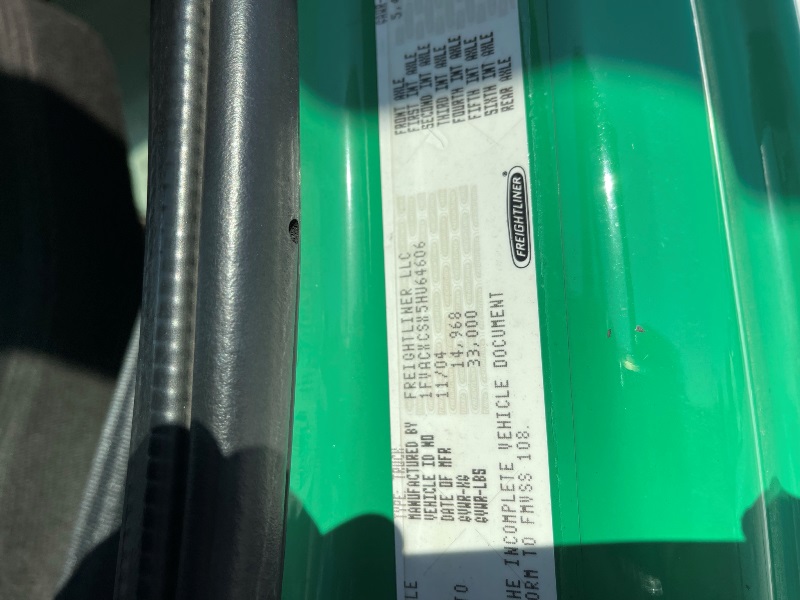 TRUCK
MANUFACTURED BY FREIGHTLINER LLC
VEHICLE ID NO 1FVACXCSX5HU64606
DATE OF MFR 11/04
GVWR-KG 14,968
GVWR-LBS 33,000
FRONT AXLE
FIRST INT AXLE
SECOND INT AXLE
THIRD INT AXLE
FOURTH INT AXLE
FIFTH INT AXLE
SIXTH INT AXLE
REAR AXLE
HE INCOMPLETE VEHICLE DOCUMENT
ORM TO FMVSS 108.
FREIGHTLINER